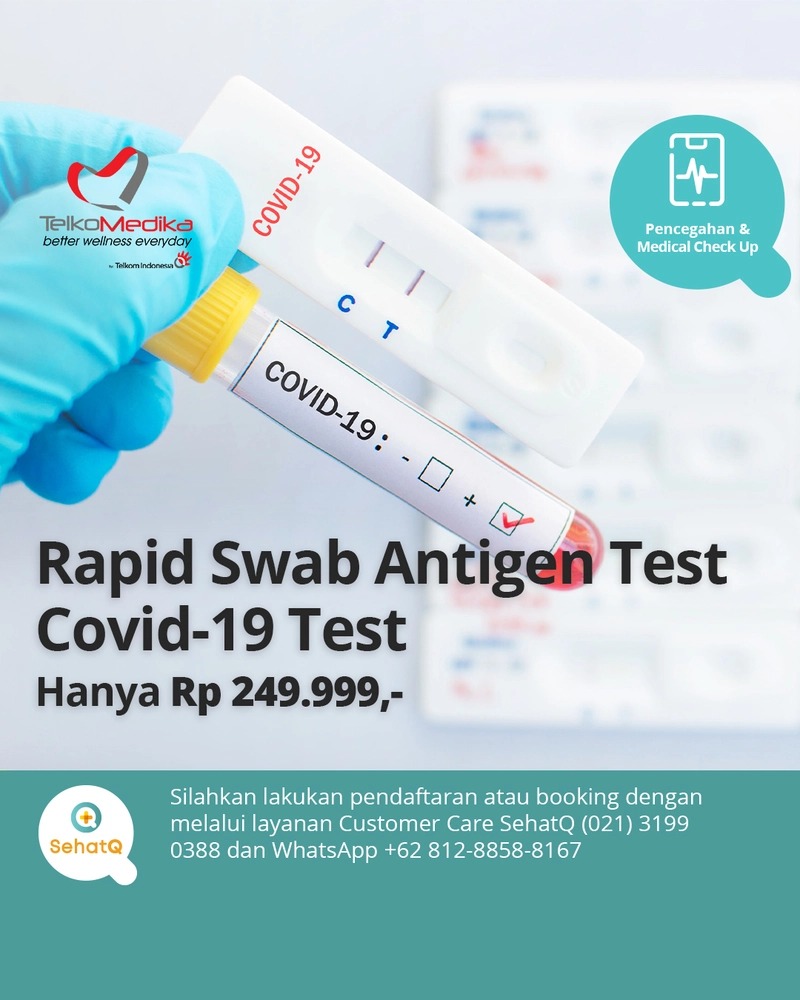 TelkoMedika
better wellness everyday
by Telkom Indonesia
Pencegahan &
Medical Check Up
COVID-19
C T
COVID-19: - +
Rapid Swab Antigen Test
Covid-19 Test
Hanya Rp 249.999,-
SehatQ
Silahkan lakukan pendaftaran atau booking dengan
melalui layanan Customer Care SehatQ (021) 3199
0388 dan WhatsApp +62 812-8858-8167